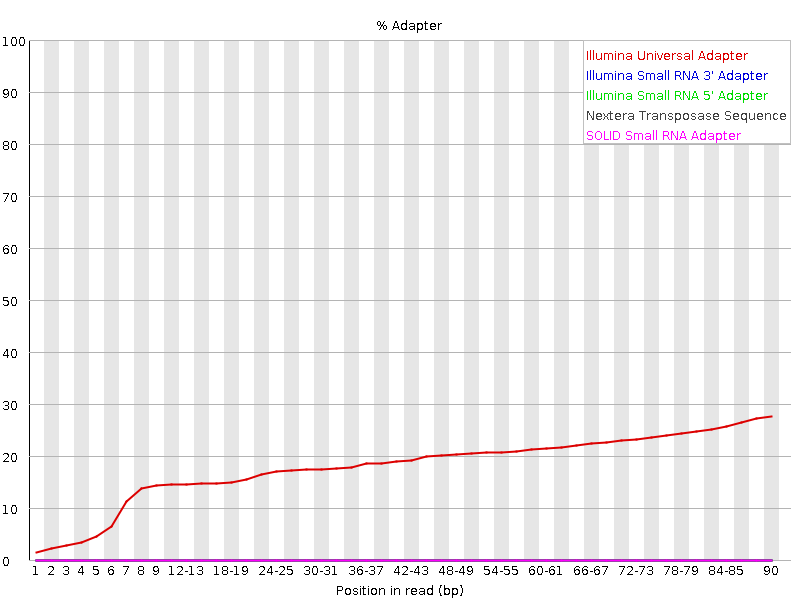 % Adapter
100
90
80
70
60
50
40
30
20
10
0
Illumina Universal Adapter
Illumina Small RNA 3' Adapter
Illumina Small RNA 5' Adapter
Nextera Transposase Sequence
SOLID Small RNA Adapter
1 2 3 4 5 6 7 8 9 12-13 18-19 24-25 30-31 36-37 42-43 48-49 54-55 60-61 66-67 72-73 78-79 84-85 90
Position in read (bp)